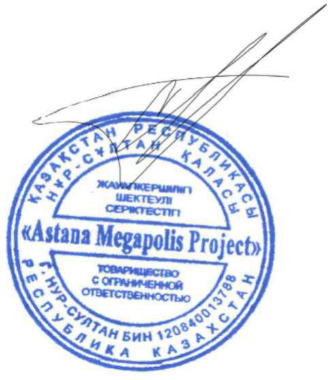 ҚАЗАҚСТАН РЕСПУБЛИКАСЫ
НҰР-СҰЛТАН ҚАЛАСЫ
ЖАУАПКЕРШІЛІГІ
ШЕКТЕУЛІ
СЕРІКТЕСТІГІ
«Astana Megapolis Project»
ТОВАРИЩЕСТВО
С ОГРАНИЧЕННОЙ
ОТВЕТСТВЕННОСТЬЮ
Г. НУР-СУЛТАН БИН 120840013788
РЕСПУБЛИКА КАЗАХСТАН